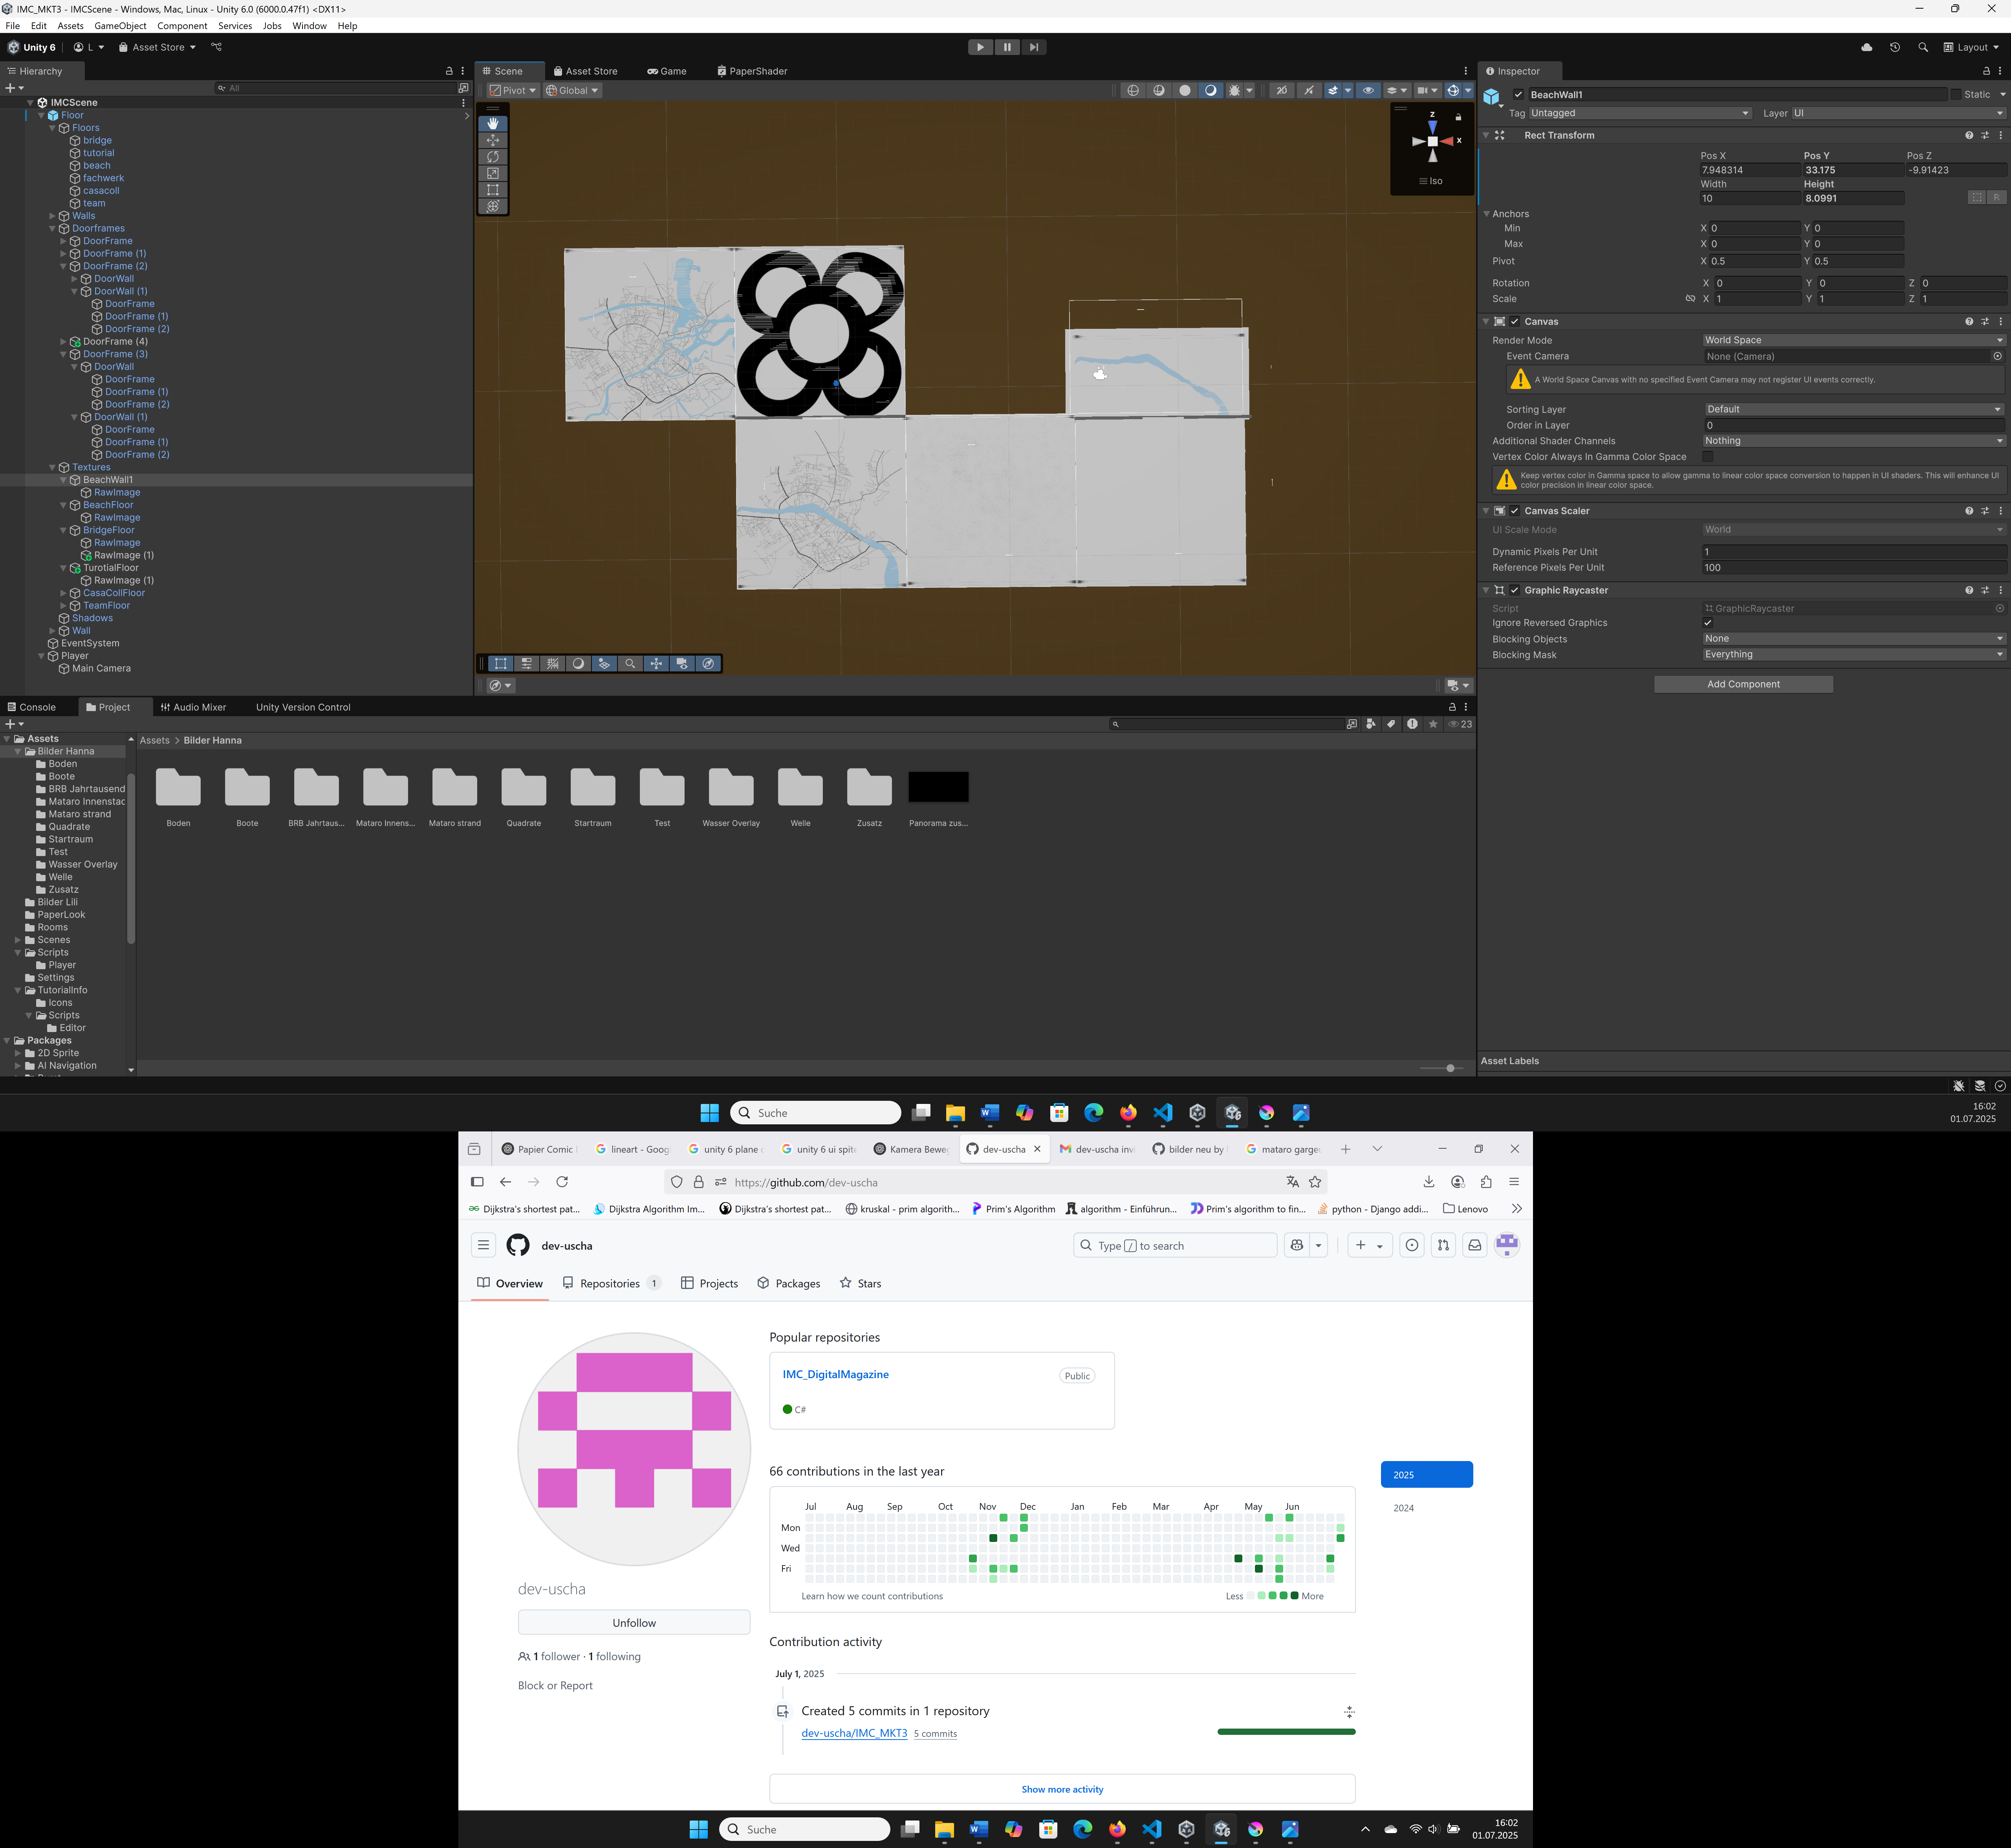 IMC_MKT3 - IMCScene - Windows, Mac, Linux - Unity 6.0 (6000.0.47f1) <DX11>
File Edit Assets GameObject Component Services Jobs Window Help
Unity 6 L Asset Store Layout
Hierarchy
All
IMCScene
Floor
Floors
bridge
tutorial
beach
fachwerk
casacoll
team
Walls
Doorframes
DoorFrame
DoorFrame (1)
DoorFrame (2)
DoorWall
DoorWall (1)
DoorFrame
DoorFrame (1)
DoorFrame (2)
DoorFrame (4)
DoorFrame (3)
DoorWall
DoorFrame
DoorFrame (1)
DoorFrame (2)
DoorWall (1)
DoorFrame
DoorFrame (1)
DoorFrame (2)
Textures
BeachWall1
RawImage
BeachFloor
RawImage
BridgeFloor
RawImage
RawImage (1)
TurotialFloor
RawImage (1)
CasaCollFloor
TeamFloor
Shadows
Wall
EventSystem
Player
Main Camera
Scene Asset Store Game PaperShader
Pivot Global 2D
z
x
Iso
Inspector
BeachWall1 Static
Tag Untagged Layer UI
Rect Transform
Pos X Pos Y Pos Z
7.948314 33.175 -9.91423
Width Height
10 8.0991 R
Anchors
Min X 0 Y 0
Max X 0 Y 0
Pivot X 0.5 Y 0.5
Rotation X 0 Y 0 Z 0
Scale X 1 Y 1 Z 1
Canvas
Render Mode World Space
Event Camera None (Camera)
A World Space Canvas with no specified Event Camera may not register UI events correctly.
Sorting Layer Default
Order in Layer 0
Additional Shader Channels Nothing
Vertex Color Always In Gamma Color Space
Keep vertex color in Gamma space to allow gamma to linear color space conversion to happen in UI shaders. This will enhance UI
color precision in linear color space.
Canvas Scaler
UI Scale Mode World
Dynamic Pixels Per Unit 1
Reference Pixels Per Unit 100
Graphic Raycaster
Script GraphicRaycaster
Ignore Reversed Graphics
Blocking Objects None
Blocking Mask Everything
Add Component
Asset Labels
Console Project Audio Mixer Unity Version Control
23
Assets
Bilder Hanna
Boden
Boote
BRB Jahrtausend
Mataro Innenstac
Mataro strand
Quadrate
Startraum
Test
Wasser Overlay
Welle
Zusatz
Bilder Lili
PaperLook
Rooms
Scenes
Scripts
Player
Settings
TutorialInfo
Icons
Scripts
Editor
Packages
2D Sprite
AI Navigation
Assets > Bilder Hanna
Boden Boote BRB Jahrtaus... Mataro Innens... Mataro strand Quadrate Startraum Test Wasser Overlay Welle Zusatz Panorama zus...
Suche
16:02
01.07.2025
Papier Comic lineart - Goog unity 6 plane unity 6 ui spite Kamera Bewe dev-uscha dev-uscha inv bilder neu by mataro garge
https://github.com/dev-uscha
Dijkstra's shortest pat... Dijkstra Algorithm Im... Dijkstra's shortest pat... kruskal - prim algorith... Prim's Algorithm algorithm - Einführun... Prim's algorithm to fin... python - Django addi... Lenovo
dev-uscha Type / to search
Overview Repositories 1 Projects Packages Stars
Popular repositories
IMC_DigitalMagazine Public
C#
66 contributions in the last year
2025
2024
Jul Aug Sep Oct Nov Dec Jan Feb Mar Apr May Jun
Mon
Wed
Fri
Learn how we count contributions Less More
dev-uscha
Unfollow
1 follower · 1 following
Block or Report
Contribution activity
July 1, 2025
Created 5 commits in 1 repository
dev-uscha/IMC_MKT3 5 commits
Show more activity
Suche
16:02
01.07.2025